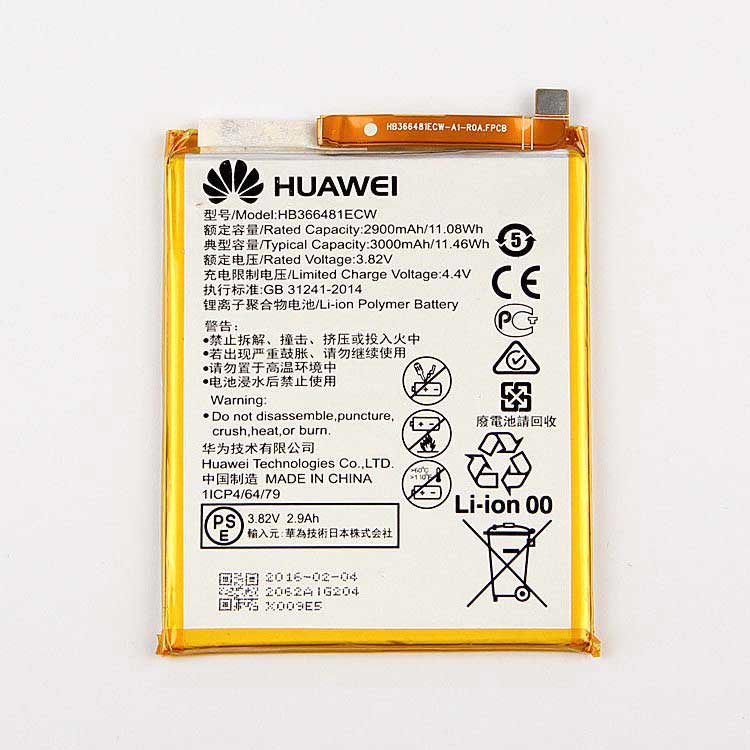 HB366481ECW-A1-R0A.FPCB
HUAWEI
型号/Model:HB366481ECW
额定容量/Rated Capacity:2900mAh/11.08Wh
典型容量/Typical Capacity:3000mAh/11.46Wh
额定电压/Rated Voltage:3.82V
充电限制电压/Limited Charge Voltage:4.4V
执行标准:GB 31241-2014
锂离子聚合物电池/Li-ion Polymer Battery
5
CE
PCT
警告:
•禁止拆解、撞击、挤压或投入火中
•若出现严重鼓胀、请勿继续使用
•请勿置于高温环境中
•电池浸水后禁止使用
Warning:
•Do not disassemble,puncture,
crush,heat,or burn.
廢電池請回收
华为技术有限公司
Huawei Technologies Co.,LTD.
中国制造 MADE IN CHINA
1ICP4/64/79
+60°C
>110°F
Li-ion 00
PS
E
3.82V 2.9Ah
輸入元: 華為技術日本株式会社
2016-02-04
2062A1G204
X009E5